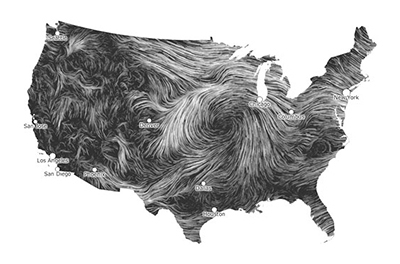 Seattle
Chicago
New York
Columbus
Denver
San Jose
Los Angeles
San Diego
Phoenix
Dallas
Houston